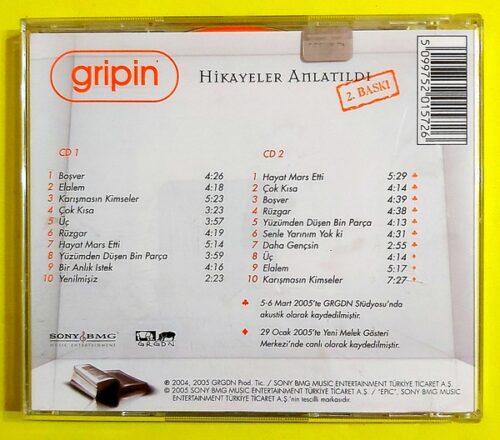 gripin
HİKAYELER ANLATILDI
2. BASKI
5099752015726
CD 1
1 Boşver 4:26
2 Elalem 4:18
3 Karışmasın Kimseler 5:23
4 Çok Kısa 3:23
5 Üç 3:57
6 Rüzgar 4:19
7 Hayat Mars Etti 5:14
8 Yüzümden Düşen Bin Parça 3:59
9 Bir Anlık İstek 4:16
10 Yenilmişiz 2:23
CD 2
1 Hayat Mars Etti 5:29 ♣
2 Çok Kısa 4:14 ♣
3 Boşver 4:39 ♣
4 Rüzgar 4:38 ♣
5 Yüzümden Düşen Bin Parça 4:13 ♣
6 Senle Yarınım Yok ki 4:31 ♣
7 Daha Gençsin 2:55 ♣
8 Üç 4:14 ♦
9 Elalem 5:17 ♦
10 Karışmasın Kimseler 7:27 ♦
♣ 5-6 Mart 2005'te GRGDN Stüdyosu'nda
akustik olarak kaydedilmiştir.
♦ 29 Ocak 2005'te Yeni Melek Gösteri
Merkezi'nde canlı olarak kaydedilmiştir.
SONY BMG
MUSIC ENTERTAINMENT
GRGDN
℗ 2004, 2005 GRGDN Prod. Tic. / SONY BMG MUSIC ENTERTAINMENT TÜRKİYE TİCARET A.Ş.
© 2005 SONY BMG MUSIC ENTERTAINMENT TÜRKİYE TİCARET A.Ş. / "EPIC", SONY BMG MUSIC
ENTERTAINMENT TÜRKİYE TİCARET A.Ş.'nin tescilli markasıdır.